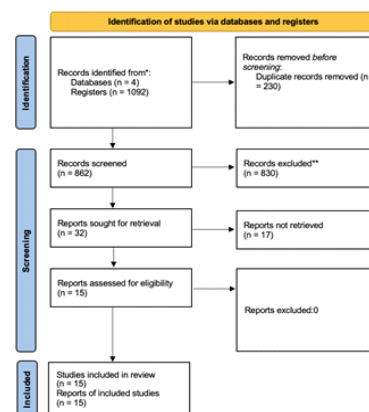 Identification of studies via databases and registers
Identification
Records identified from*:
Databases (n = 4)
Registers (n = 1092)
Records removed before
screening:
Duplicate records removed (n
= 230)
Screening
Records screened
(n = 862)
Records excluded**
(n = 830)
Reports sought for retrieval
(n = 32)
Reports not retrieved
(n = 17)
Reports assessed for eligibility
(n = 15)
Reports excluded:0
Included
Studies included in review
(n = 15)
Reports of included studies
(n = 15)